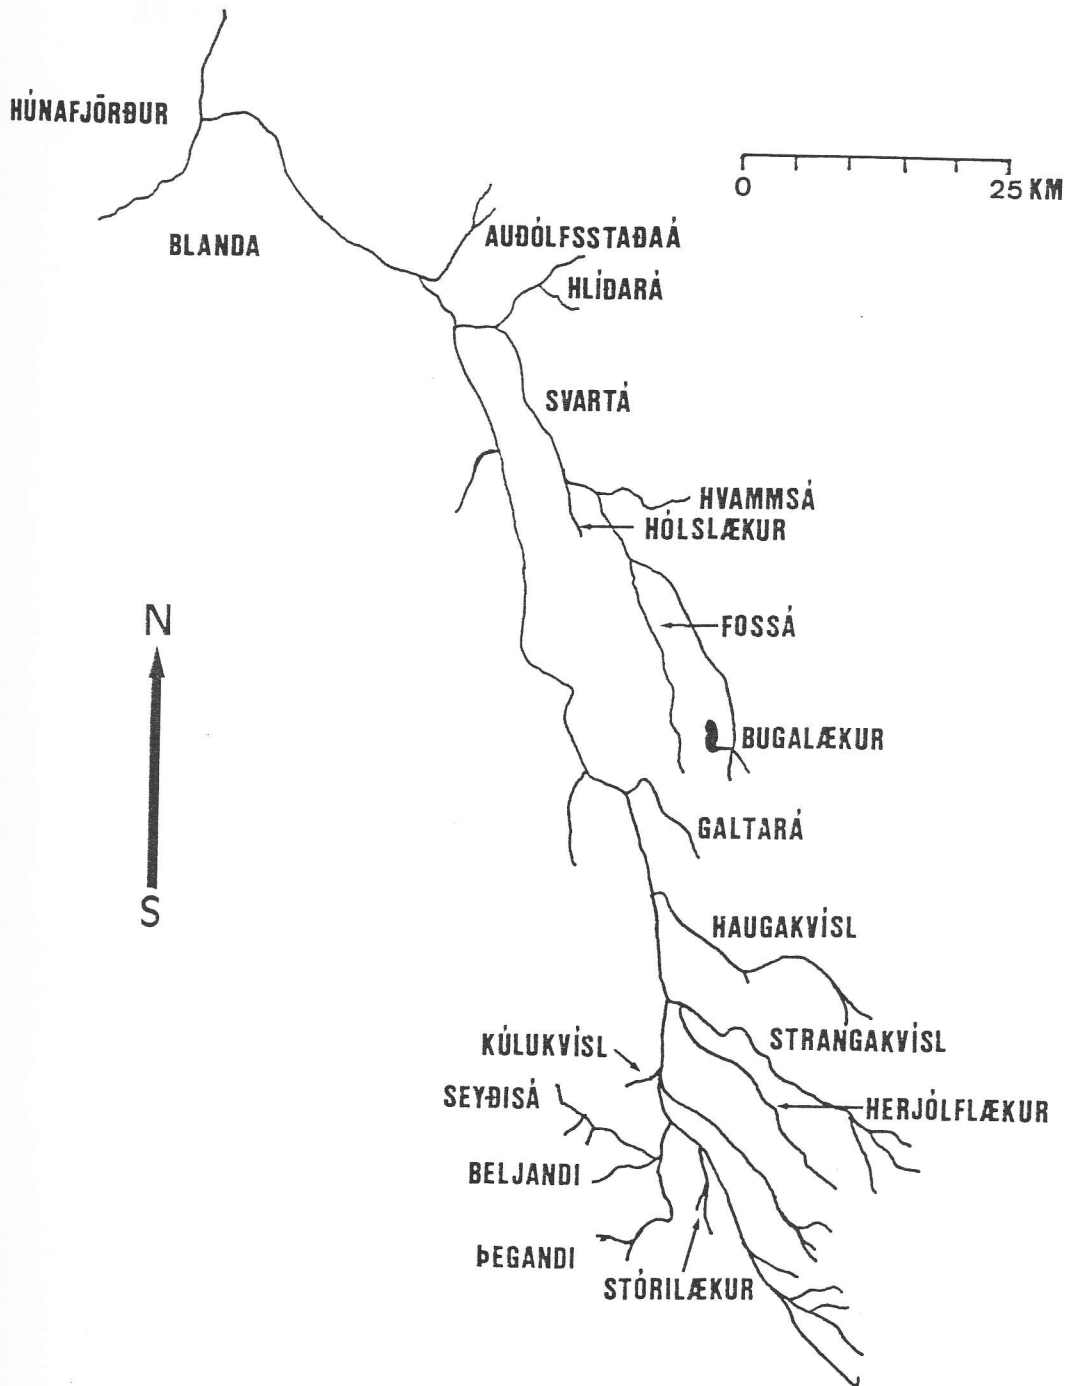 HÚNAFJÖRÐUR
0 25 KM
BLANDA
AUÐÓLFSSTAÐAÁ
HLÍÐARÁ
SVARTÁ
HVAMMSÁ
HÓLSLÆKUR
N
FOSSÁ
BUGALÆKUR
GALTARÁ
S
HAUGAKVÍSL
STRANGAKVÍSL
KÚLUKVÍSL
SEYÐISÁ
HERJÓLFLÆKUR
BELJANDI
ÞEGANDI
STÓRILÆKUR